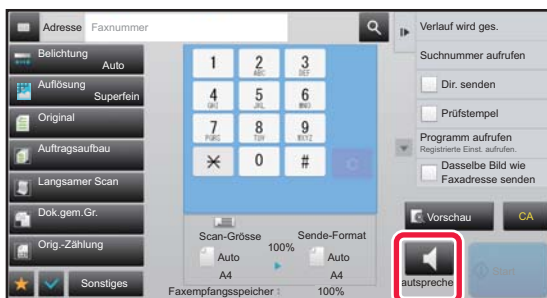 Adresse Faxnummer
Belichtung
Auto
Auflösung
Superfein
Original
Auftragsaufbau
Langsamer Scan
Dok.gem.Gr.
Orig.-Zählung
Sonstiges
1 2 3
ABC DEF
4 5 6
GHI JKL MNO
7 8 9
PQRS TUV WXYZ
0 #
C
Scan-Grösse Sende-Format
100%
Auto Auto
A4 A4
Faxempfangsspeicher : 100%
Verlauf wird ges.
Suchnummer aufrufen
Dir. senden
Prüfstempel
Programm aufrufen
Registrierte Einst. aufrufen.
Dasselbe Bild wie
Faxadresse senden
Vorschau CA
autspreche
Start